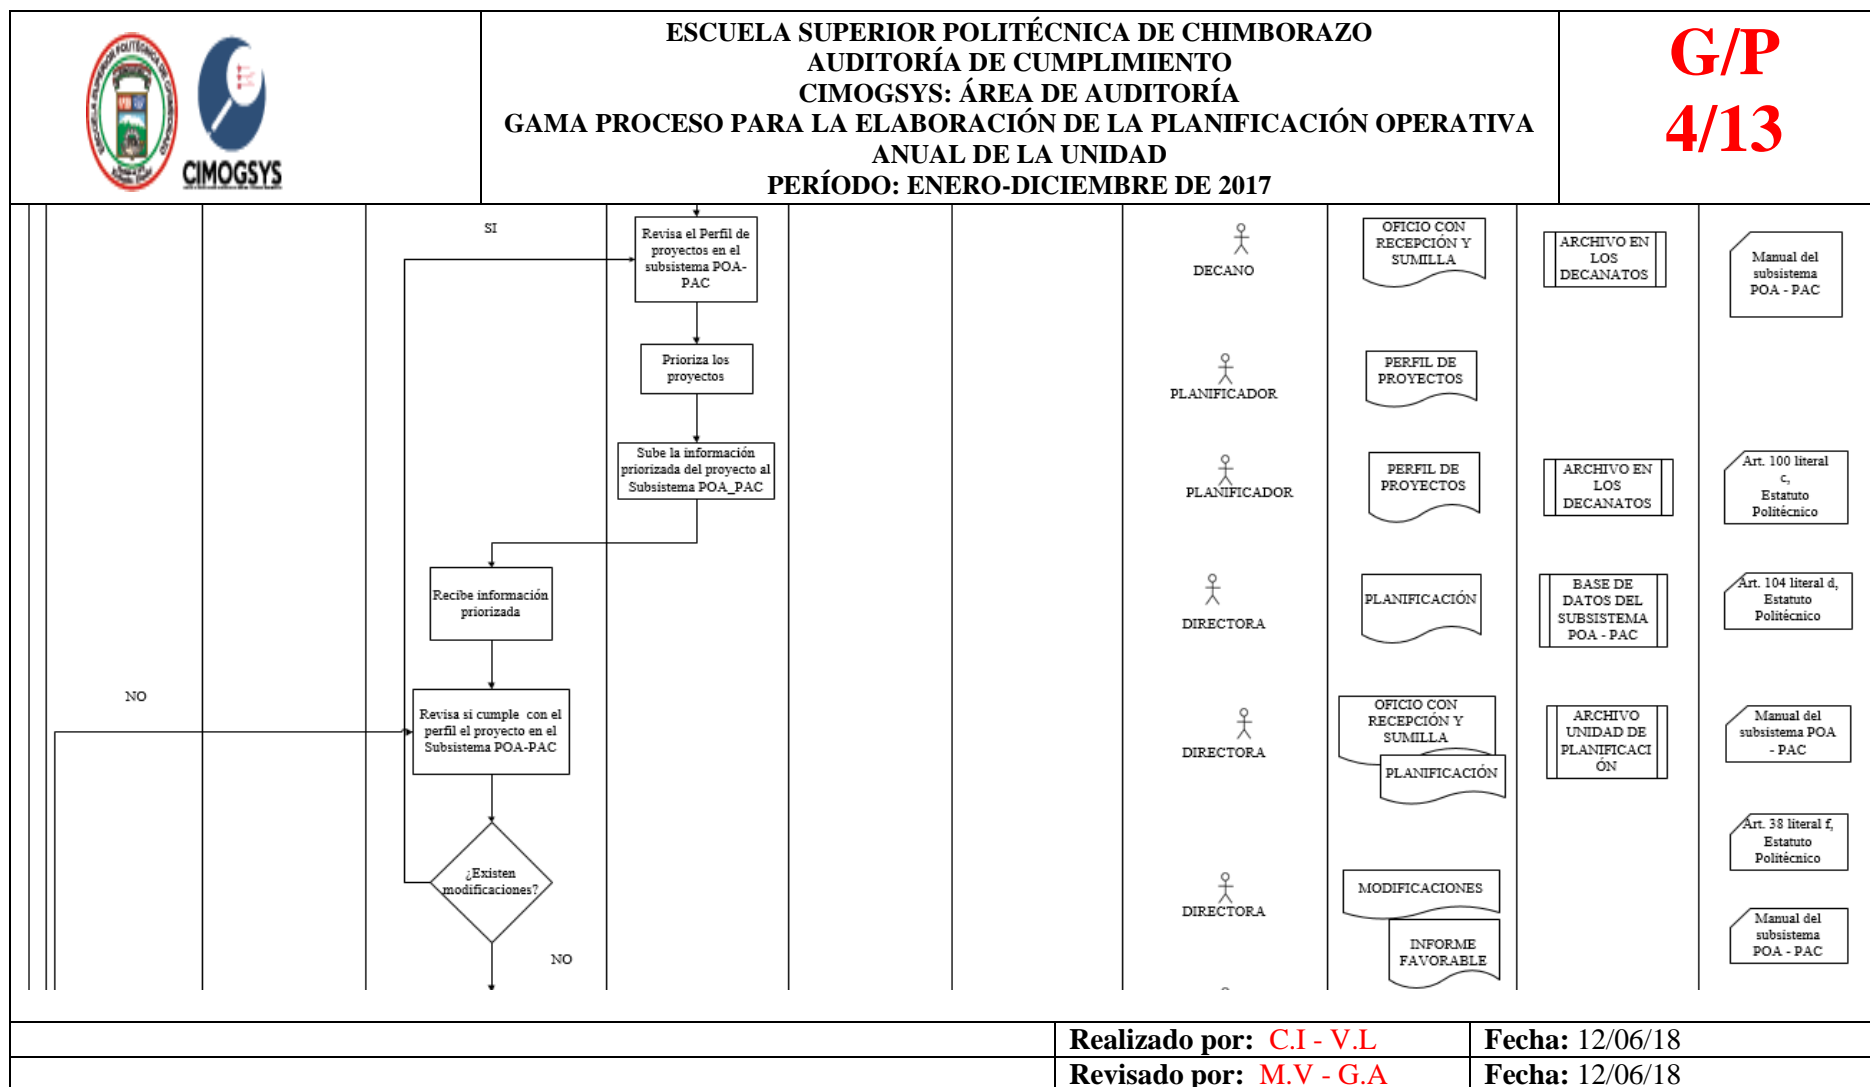 ESCUELA SUPERIOR POLITÉCNICA DE CHIMBORAZO
AUDITORÍA DE CUMPLIMIENTO
CIMOGSYS: ÁREA DE AUDITORÍA
GAMA PROCESO PARA LA ELABORACIÓN DE LA PLANIFICACIÓN OPERATIVA
ANUAL DE LA UNIDAD
PERÍODO: ENERO-DICIEMBRE DE 2017
G/P
4/13
ESCUELA SUPERIOR POLITÉCNICA DE CHIMBORAZO
CIMOGSYS
SI
Revisa el Perfil de
proyectos en el
subsistema POA-
PAC
DECANO
OFICIO CON
RECEPCIÓN Y
SUMILLA
ARCHIVO EN
LOS
DECANATOS
Manual del
subsistema
POA - PAC
Prioriza los
proyectos
PLANIFICADOR
PERFIL DE
PROYECTOS
Sube la información
priorizada del proyecto al
Subsistema POA_PAC
PLANIFICADOR
PERFIL DE
PROYECTOS
ARCHIVO EN
LOS
DECANATOS
Art. 100 literal
c,
Estatuto
Politécnico
Recibe información
priorizada
DIRECTORA
PLANIFICACIÓN
BASE DE
DATOS DEL
SUBSISTEMA
POA - PAC
Art. 104 literal d,
Estatuto
Politécnico
NO
Revisa si cumple con el
perfil el proyecto en el
Subsistema POA-PAC
DIRECTORA
OFICIO CON
RECEPCIÓN Y
SUMILLA
PLANIFICACIÓN
ARCHIVO
UNIDAD DE
PLANIFICACI
ÓN
Manual del
subsistema POA
- PAC
¿Existen
modificaciones?
NO
DIRECTORA
MODIFICACIONES
INFORME
FAVORABLE
Art. 38 literal f,
Estatuto
Politécnico
Manual del
subsistema
POA - PAC
Realizado por: C.I - V.L
Fecha: 12/06/18
Revisado por: M.V - G.A
Fecha: 12/06/18